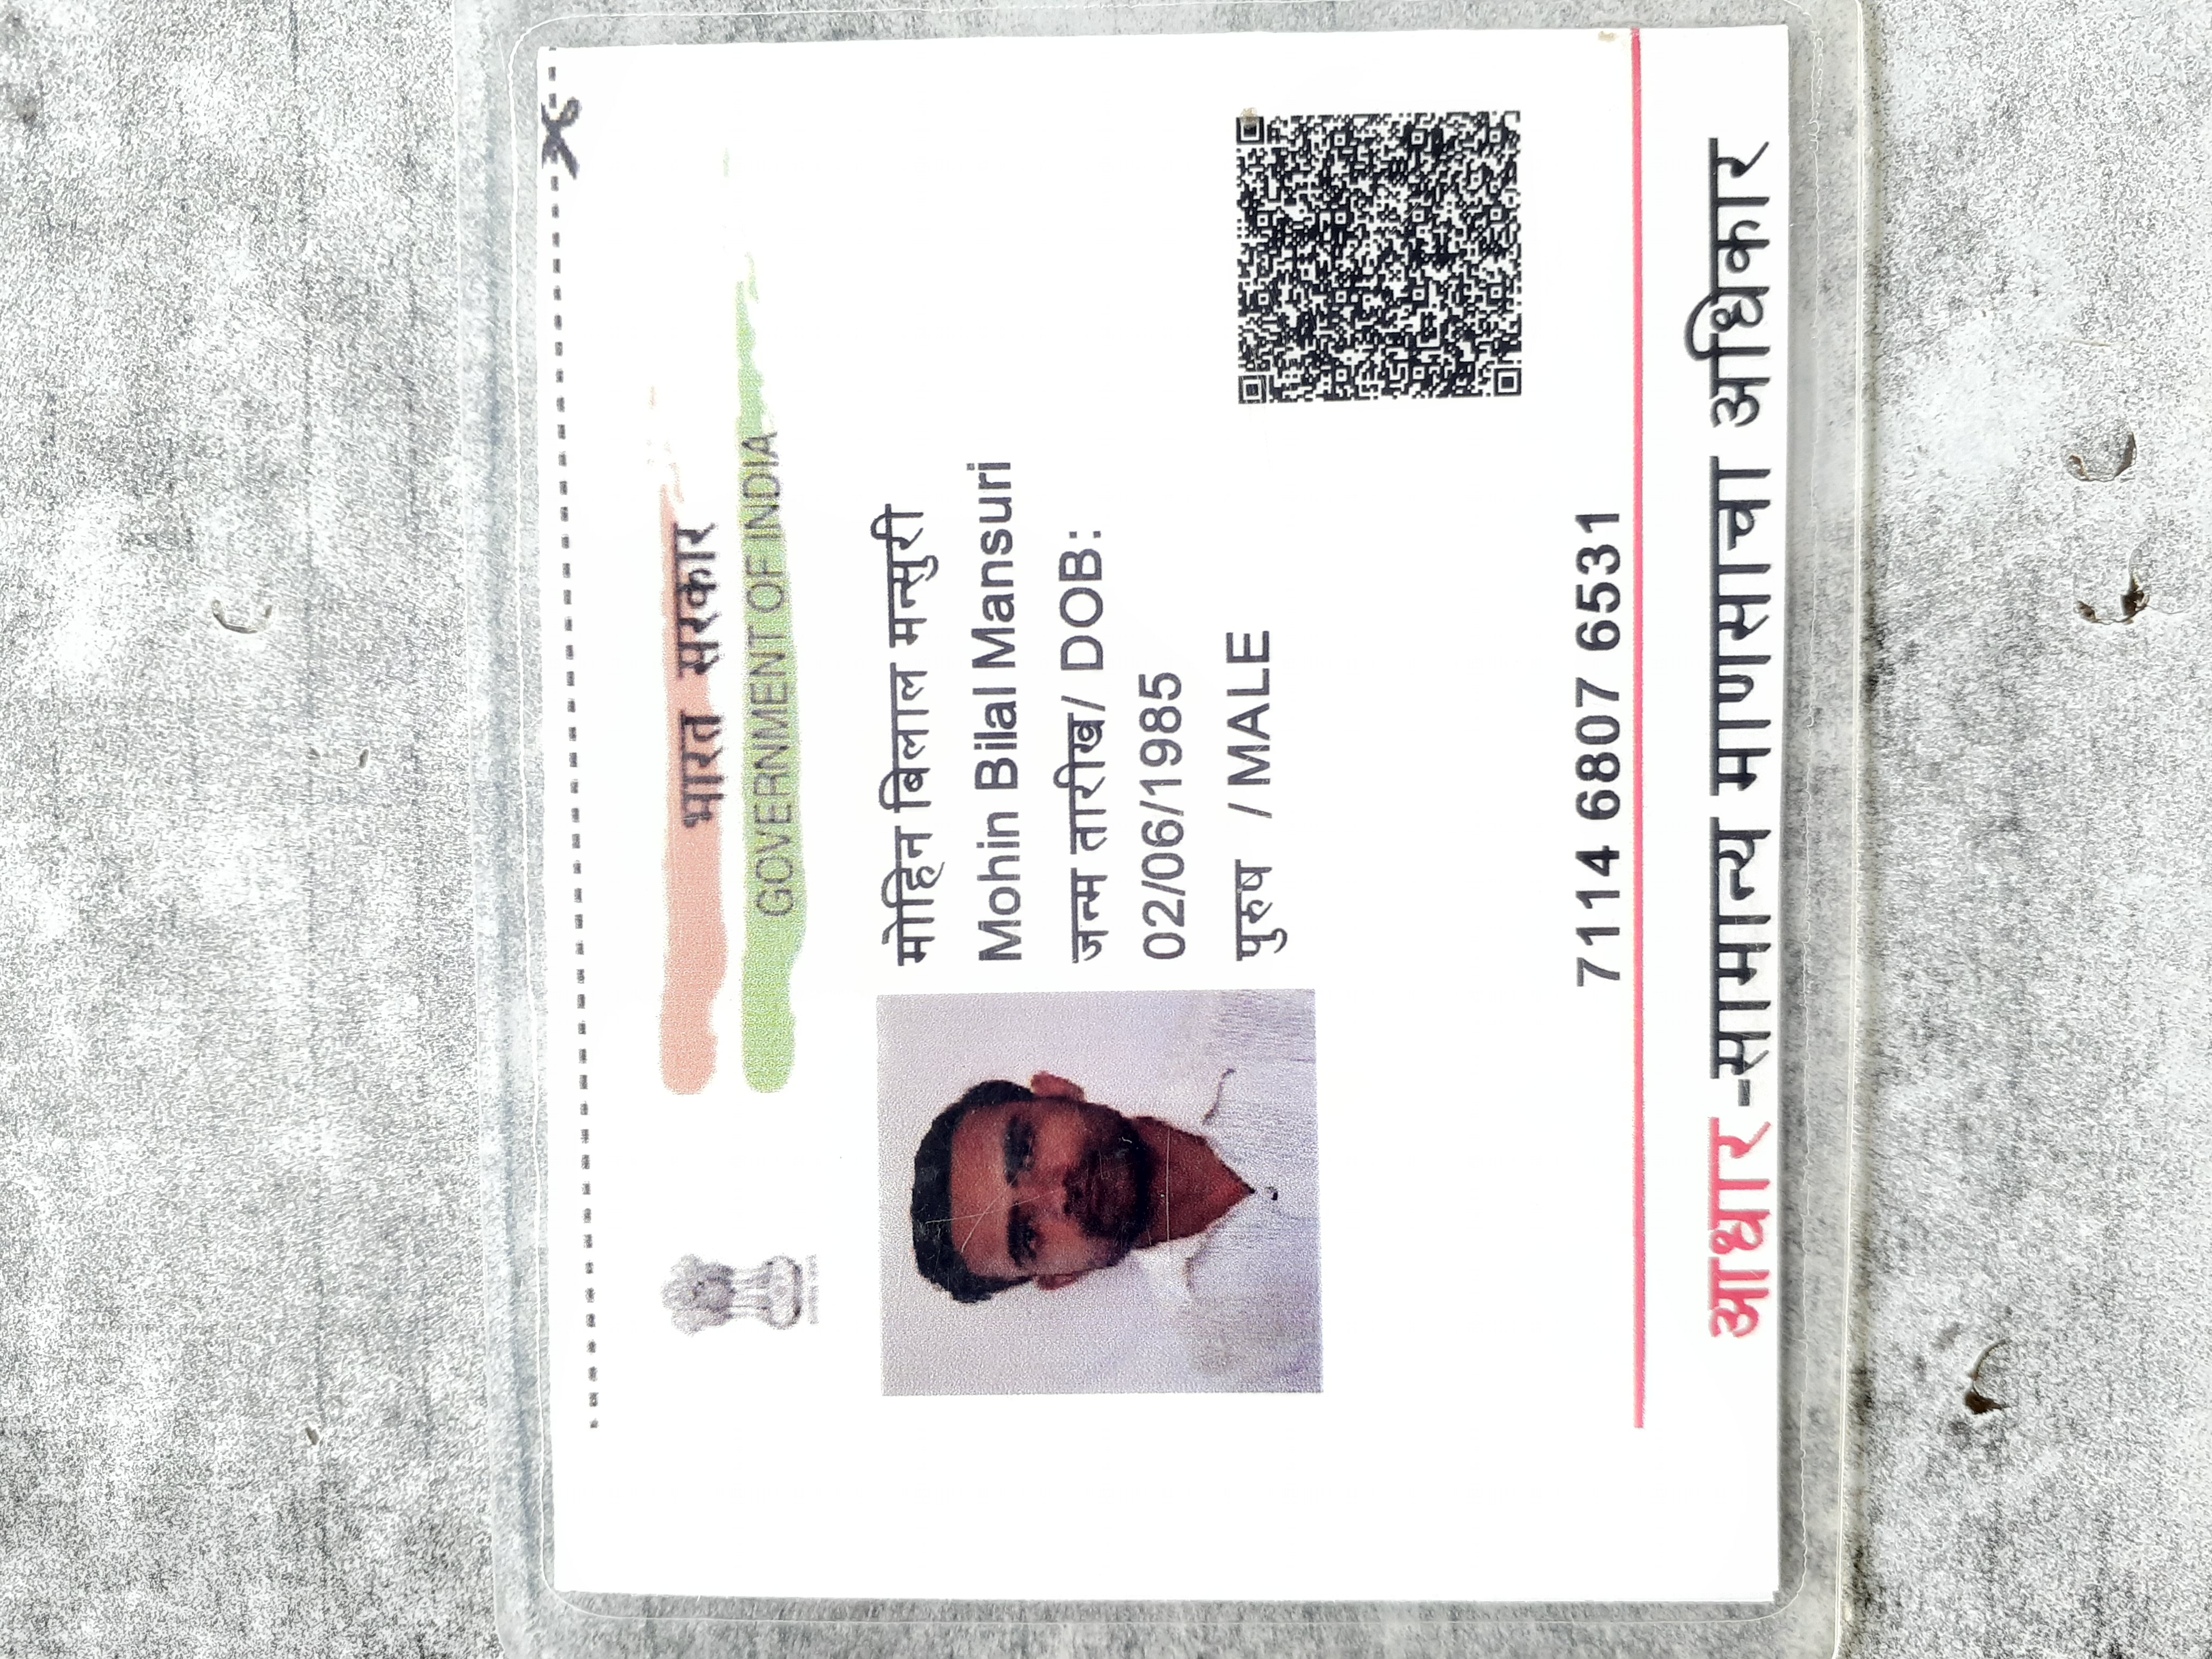 भारत सरकार
GOVERNMENT OF INDIA
मोहिन बिलाल मन्सुरी
Mohin Bilal Mansuri
जन्म तारीख/ DOB:
02/06/1985
पुरुष / MALE
7114 6807 6531
आधार-सामान्य माणसाचा अधिकार